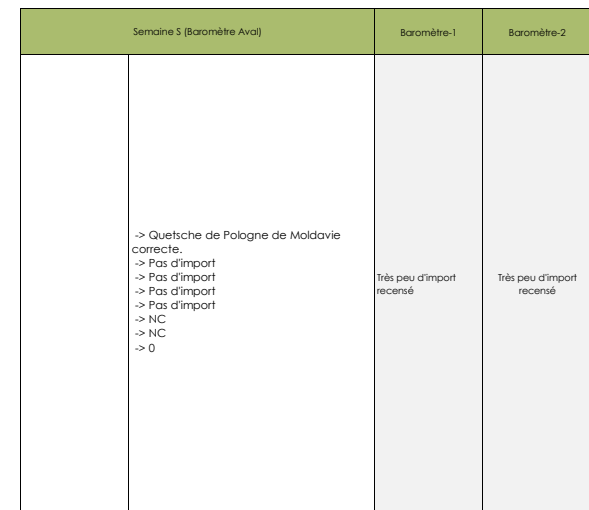 Semaine S (Baromètre Aval)
Baromètre-1
Baromètre-2
-> Quetsche de Pologne de Moldavie
correcte.
-> Pas d'import
-> Pas d'import
-> Pas d'import
-> Pas d'import
-> NC
-> NC
-> 0
Très peu d'import
recensé
Très peu d'import
recensé